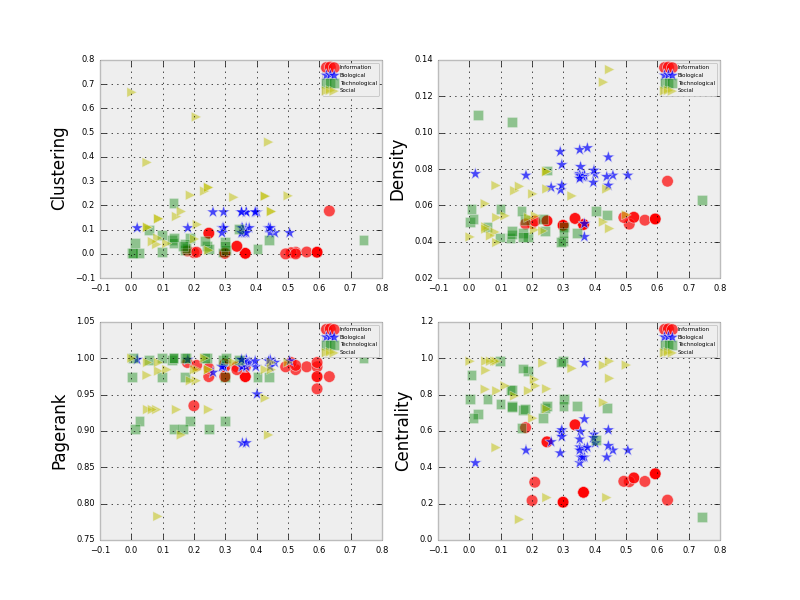 0.8
0.7
0.6
0.5
0.4
0.3
0.2
0.1
0.0
−0.1
−0.1 0.0 0.1 0.2 0.3 0.4 0.5 0.6 0.7 0.8
Clustering
Information
Biological
Technological
Social
0.14
0.12
0.10
0.08
0.06
0.04
0.02
−0.1 0.0 0.1 0.2 0.3 0.4 0.5 0.6 0.7 0.8
Density
Information
Biological
Technological
Social
1.05
1.00
0.95
0.90
0.85
0.80
0.75
−0.1 0.0 0.1 0.2 0.3 0.4 0.5 0.6 0.7 0.8
Pagerank
Information
Biological
Technological
Social
1.2
1.0
0.8
0.6
0.4
0.2
0.0
−0.1 0.0 0.1 0.2 0.3 0.4 0.5 0.6 0.7 0.8
Centrality
Information
Biological
Technological
Social